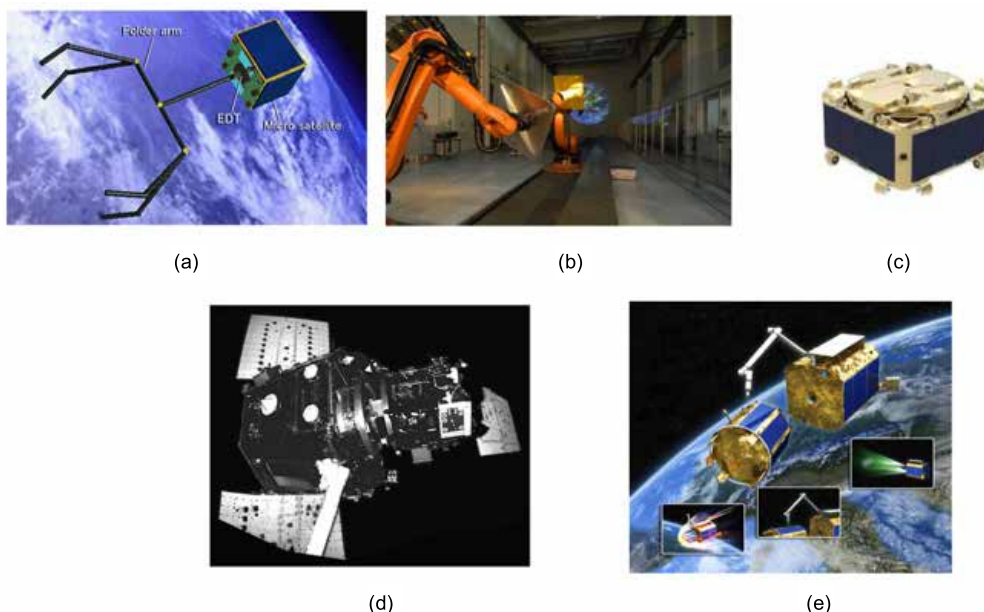 Folder arm
EDT
Micro satellite
(a)
(b)
(c)
(d)
(e)